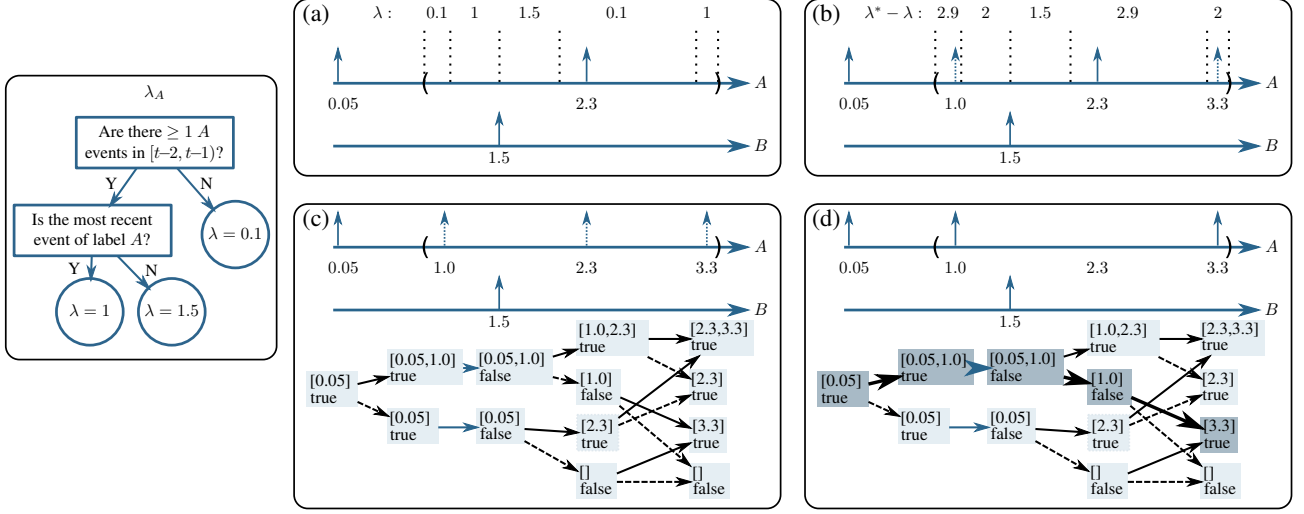 λ_A
Are there ≥ 1 A
events in [t−2, t−1)?
Y
N
Is the most recent
event of label A?
λ = 0.1
Y
N
λ = 1
λ = 1.5
(a)
λ :
0.1
1
1.5
0.1
1
(
)
A
0.05
2.3
1.5
B
(b)
λ* − λ :
2.9
2
1.5
2.9
2
(
)
A
0.05
1.0
2.3
3.3
1.5
B
(c)
(
)
A
0.05
1.0
2.3
3.3
1.5
B
[0.05]
true
[0.05,1.0]
true
[0.05]
true
[0.05,1.0]
false
[0.05]
false
[1.0,2.3]
true
[1.0]
false
[2.3]
true
[]
false
[2.3,3.3]
true
[2.3]
true
[3.3]
true
[]
false
(d)
(
)
A
0.05
1.0
2.3
3.3
1.5
B
[0.05]
true
[0.05,1.0]
true
[0.05]
true
[0.05,1.0]
false
[0.05]
false
[1.0,2.3]
true
[1.0]
false
[2.3]
true
[]
false
[2.3,3.3]
true
[2.3]
true
[3.3]
true
[]
false